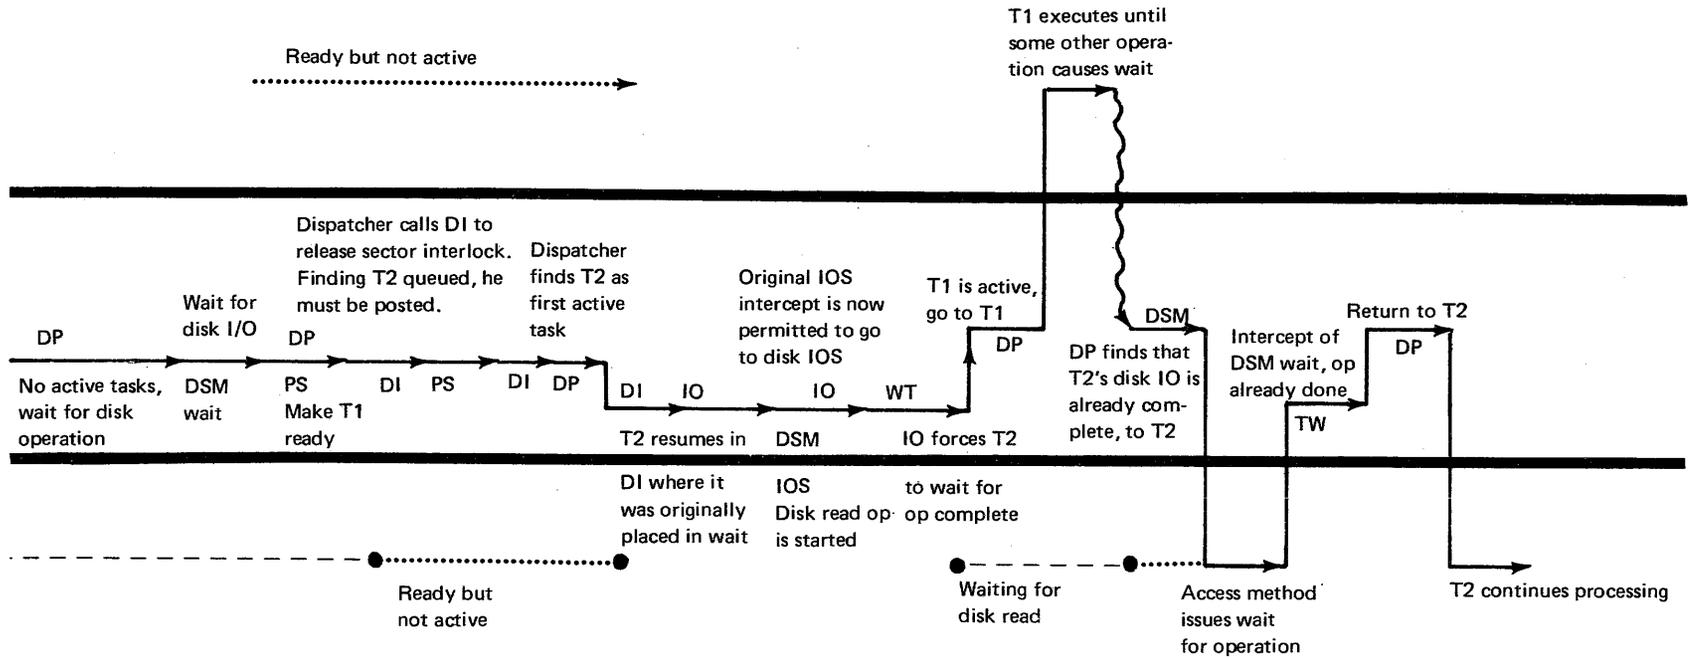 T1 executes until
some other opera-
tion causes wait
Ready but not active
Dispatcher calls DI to
release sector interlock.
Finding T2 queued, he
must be posted.
Dispatcher
finds T2 as
first active
task
Wait for
disk I/O
Original IOS
intercept is now
permitted to go
to disk IOS
T1 is active,
go to T1
DP
DP
DP
DSM
Return to T2
DP
No active tasks,
wait for disk
operation
DSM
wait
PS
Make T1
ready
DI
PS
DI
DP
DI
IO
IO
WT
DP finds that
T2's disk IO is
already com-
plete, to T2
Intercept of
DSM wait, op
already done
TW
T2 resumes in
DI where it
was originally
placed in wait
DSM
IOS
Disk read op-
is started
IO forces T2
to wait for
op complete
Ready but
not active
Waiting for
disk read
Access method
issues wait
for operation
T2 continues processing